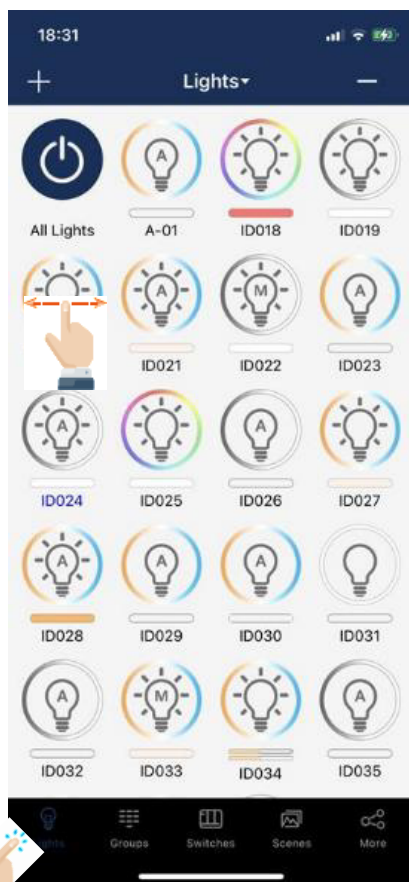 18:31
Lights
A
All Lights A-01 ID018 ID019
A M A
ID021 ID022 ID023
A A
ID024 ID025 ID026 ID027
A A A
ID028 ID029 ID030 ID031
A M A
ID032 ID033 ID034 ID035
Groups Switches Scenes More